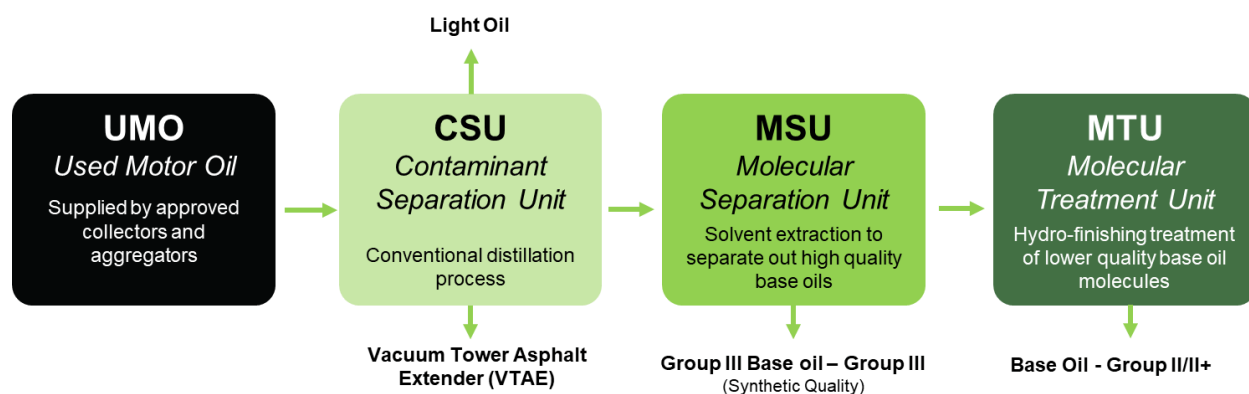 Light Oil
UMO
Used Motor Oil
Supplied by approved
collectors and
aggregators
CSU
Contaminant
Separation Unit
Conventional distillation
process
MSU
Molecular
Separation Unit
Solvent extraction to
separate out high quality
base oils
MTU
Molecular
Treatment Unit
Hydro-finishing treatment
of lower quality base oil
molecules
Vacuum Tower Asphalt
Extender (VTAE)
Group III Base oil – Group III
(Synthetic Quality)
Base Oil - Group II/II+